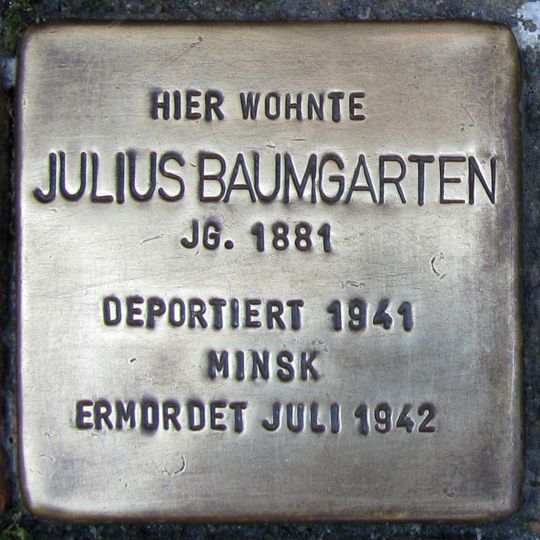 HIER WOHNTE
JULIUS BAUMGARTEN
JG. 1881
DEPORTIERT 1941
MINSK
ERMORDET JULI 1942